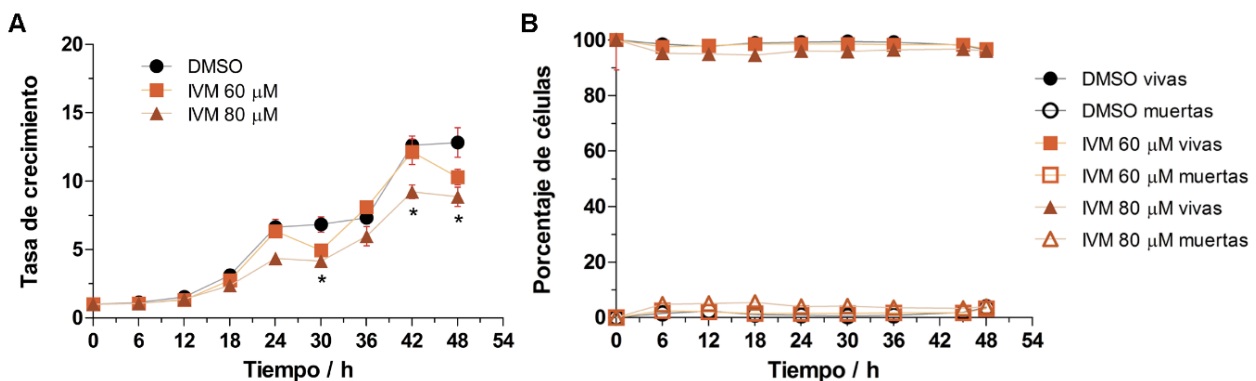 A
Tasa de crecimiento
20
15
10
5
0
DMSO
IVM 60 μM
IVM 80 μM
*
*
*
0 6 12 18 24 30 36 42 48 54
Tiempo / h
B
Porcentaje de células
100
80
60
40
20
0
0 6 12 18 24 30 36 42 48 54
Tiempo / h
DMSO vivas
DMSO muertas
IVM 60 μM vivas
IVM 60 μM muertas
IVM 80 μM vivas
IVM 80 μM muertas